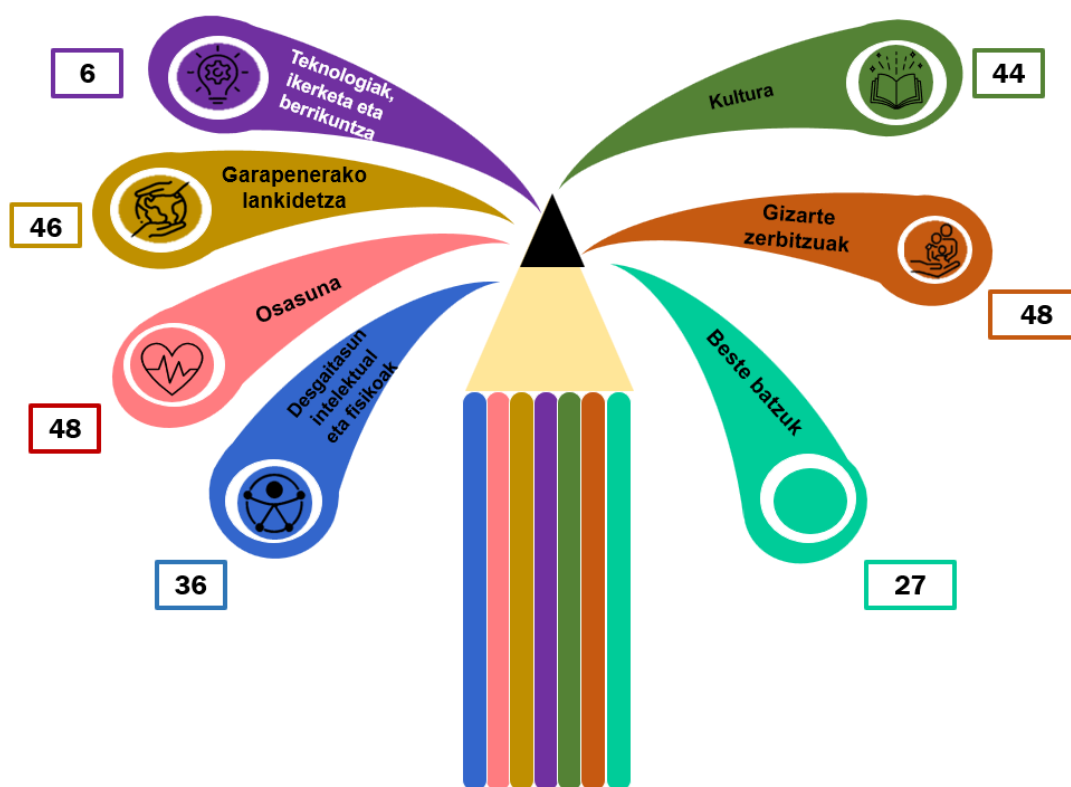 6
Teknologiak,
ikerketa eta
berrikuntza
Kultura
44
46
Garapenerako
lankidetza
Gizarte
zerbitzuak
48
Osasuna
48
Desgaitasun
intelektual
eta fisikoak
36
Beste batzuk
27